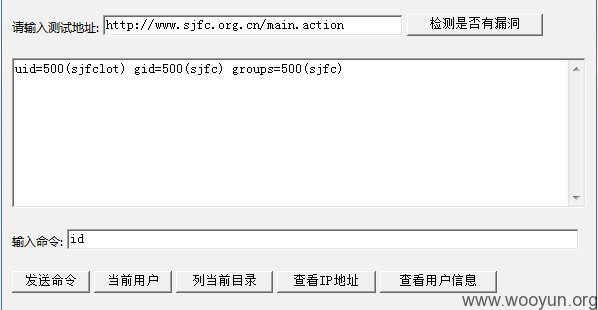 请输入测试地址: http://www.sjfc.org.cn/main.action 检测是否有漏洞
uid=500(sjfclot) gid=500(sjfc) groups=500(sjfc)
输入命令: id
发送命令 当前用户 列当前目录 查看IP地址 查看用户信息
www.wooyun.org